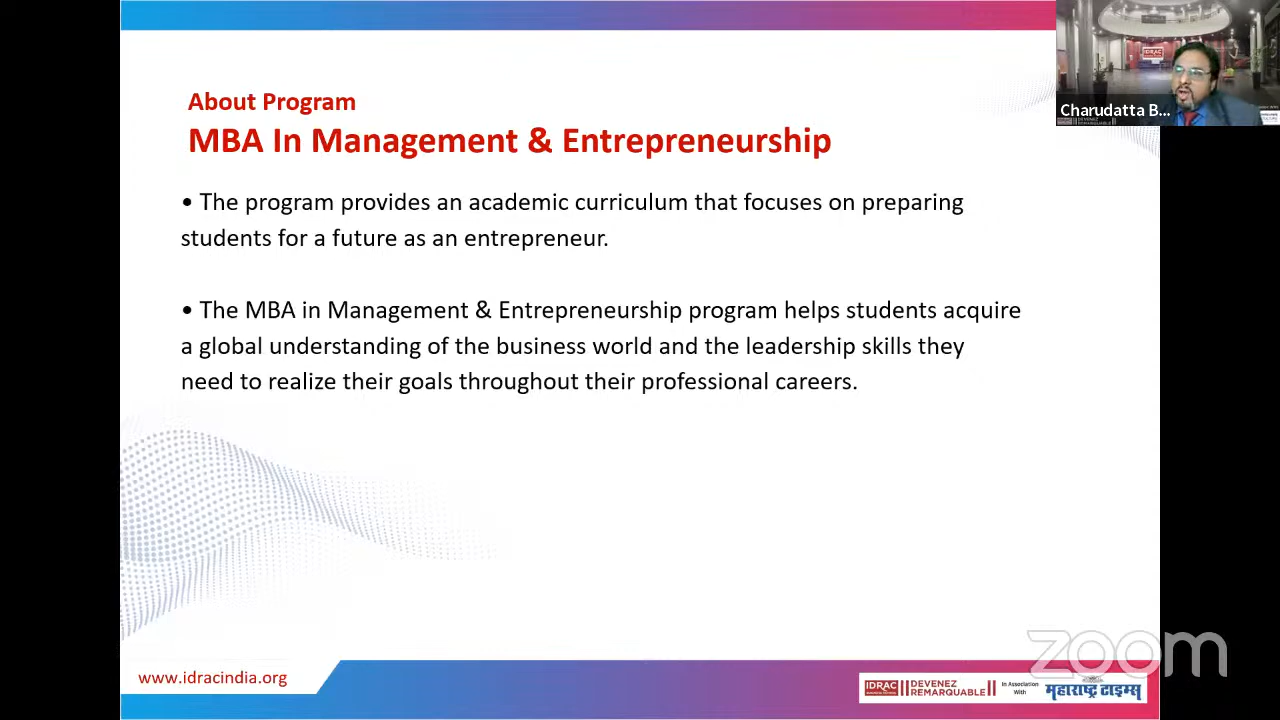 About Program
MBA In Management & Entrepreneurship
• The program provides an academic curriculum that focuses on preparing
students for a future as an entrepreneur.
• The MBA in Management & Entrepreneurship program helps students acquire
a global understanding of the business world and the leadership skills they
need to realize their goals throughout their professional careers.
www.idracindia.org
IDRAC
DEVENEZ
REMARQUABLE
In Association
With
महाराष्ट्र टाइम्स
zoom
IDRAC
Charudatta B...